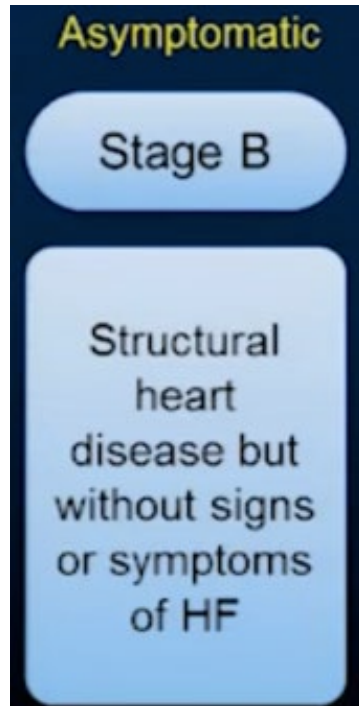 Asymptomatic
Stage B
Structural
heart
disease but
without signs
or symptoms
of HF